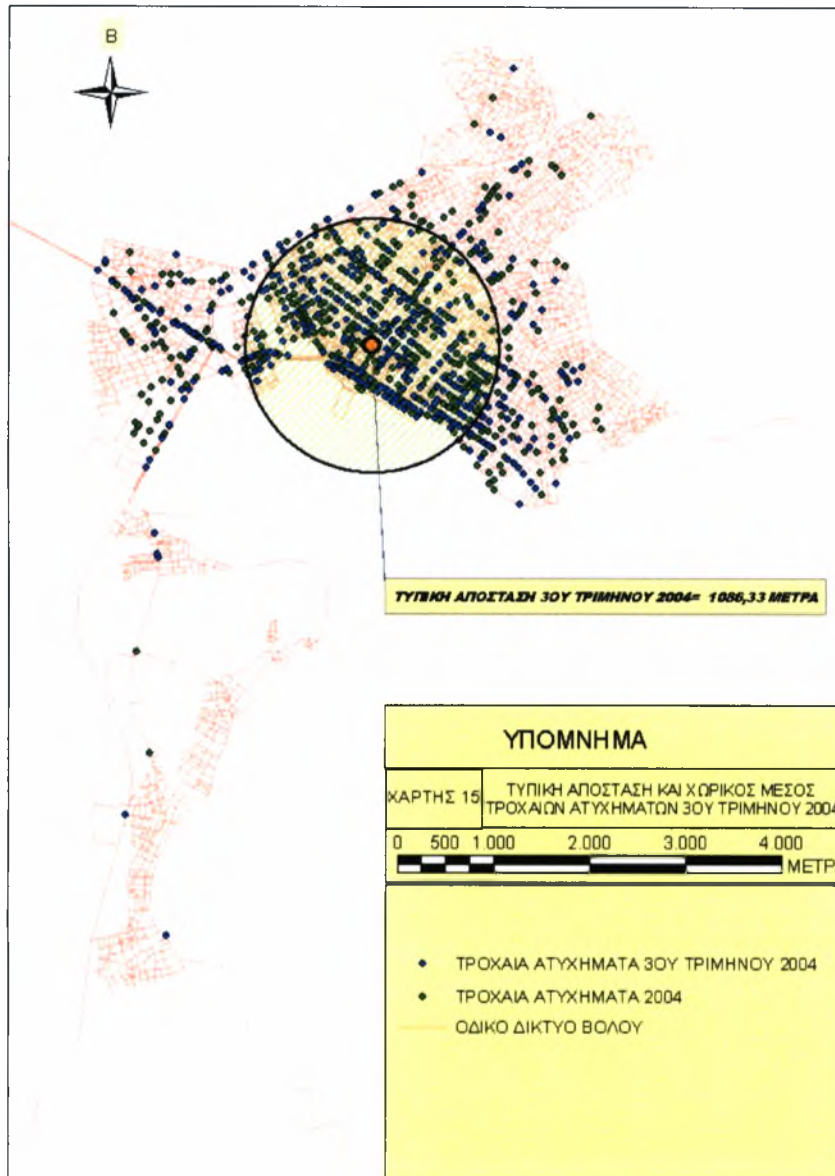 Β
ΤΥΠΙΚΗ ΑΠΟΣΤΑΣΗ 3ΟΥ ΤΡΙΜΗΝΟΥ 2004= 1086,33 ΜΕΤΡΑ
ΥΠΟΜΝΗΜΑ
ΧΑΡΤΗΣ 15
ΤΥΠΙΚΗ ΑΠΟΣΤΑΣΗ ΚΑΙ ΧΩΡΙΚΟΣ ΜΕΣΟΣ
ΤΡΟΧΑΙΩΝ ΑΤΥΧΗΜΑΤΩΝ 3ΟΥ ΤΡΙΜΗΝΟΥ 2004
0 500 1.000 2.000 3.000 4.000
ΜΕΤΡ
ΤΡΟΧΑΙΑ ΑΤΥΧΗΜΑΤΑ 3ΟΥ ΤΡΙΜΗΝΟΥ 2004
ΤΡΟΧΑΙΑ ΑΤΥΧΗΜΑΤΑ 2004
ΟΔΙΚΟ ΔΙΚΤΥΟ ΒΟΛΟΥ